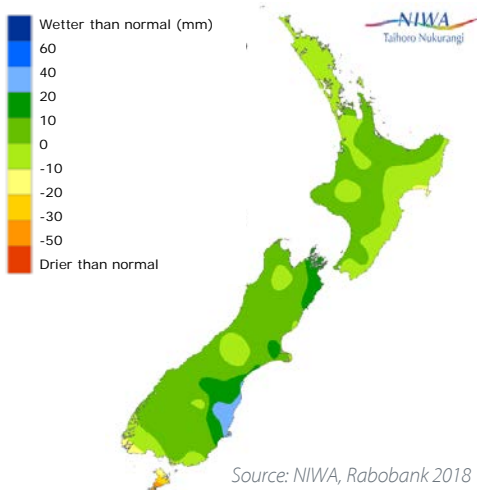 Wetter than normal (mm)
60
40
20
10
0
-10
-20
-30
-50
Drier than normal
NIWA
Taihoro Nukurangi
Source: NIWA, Rabobank 2018